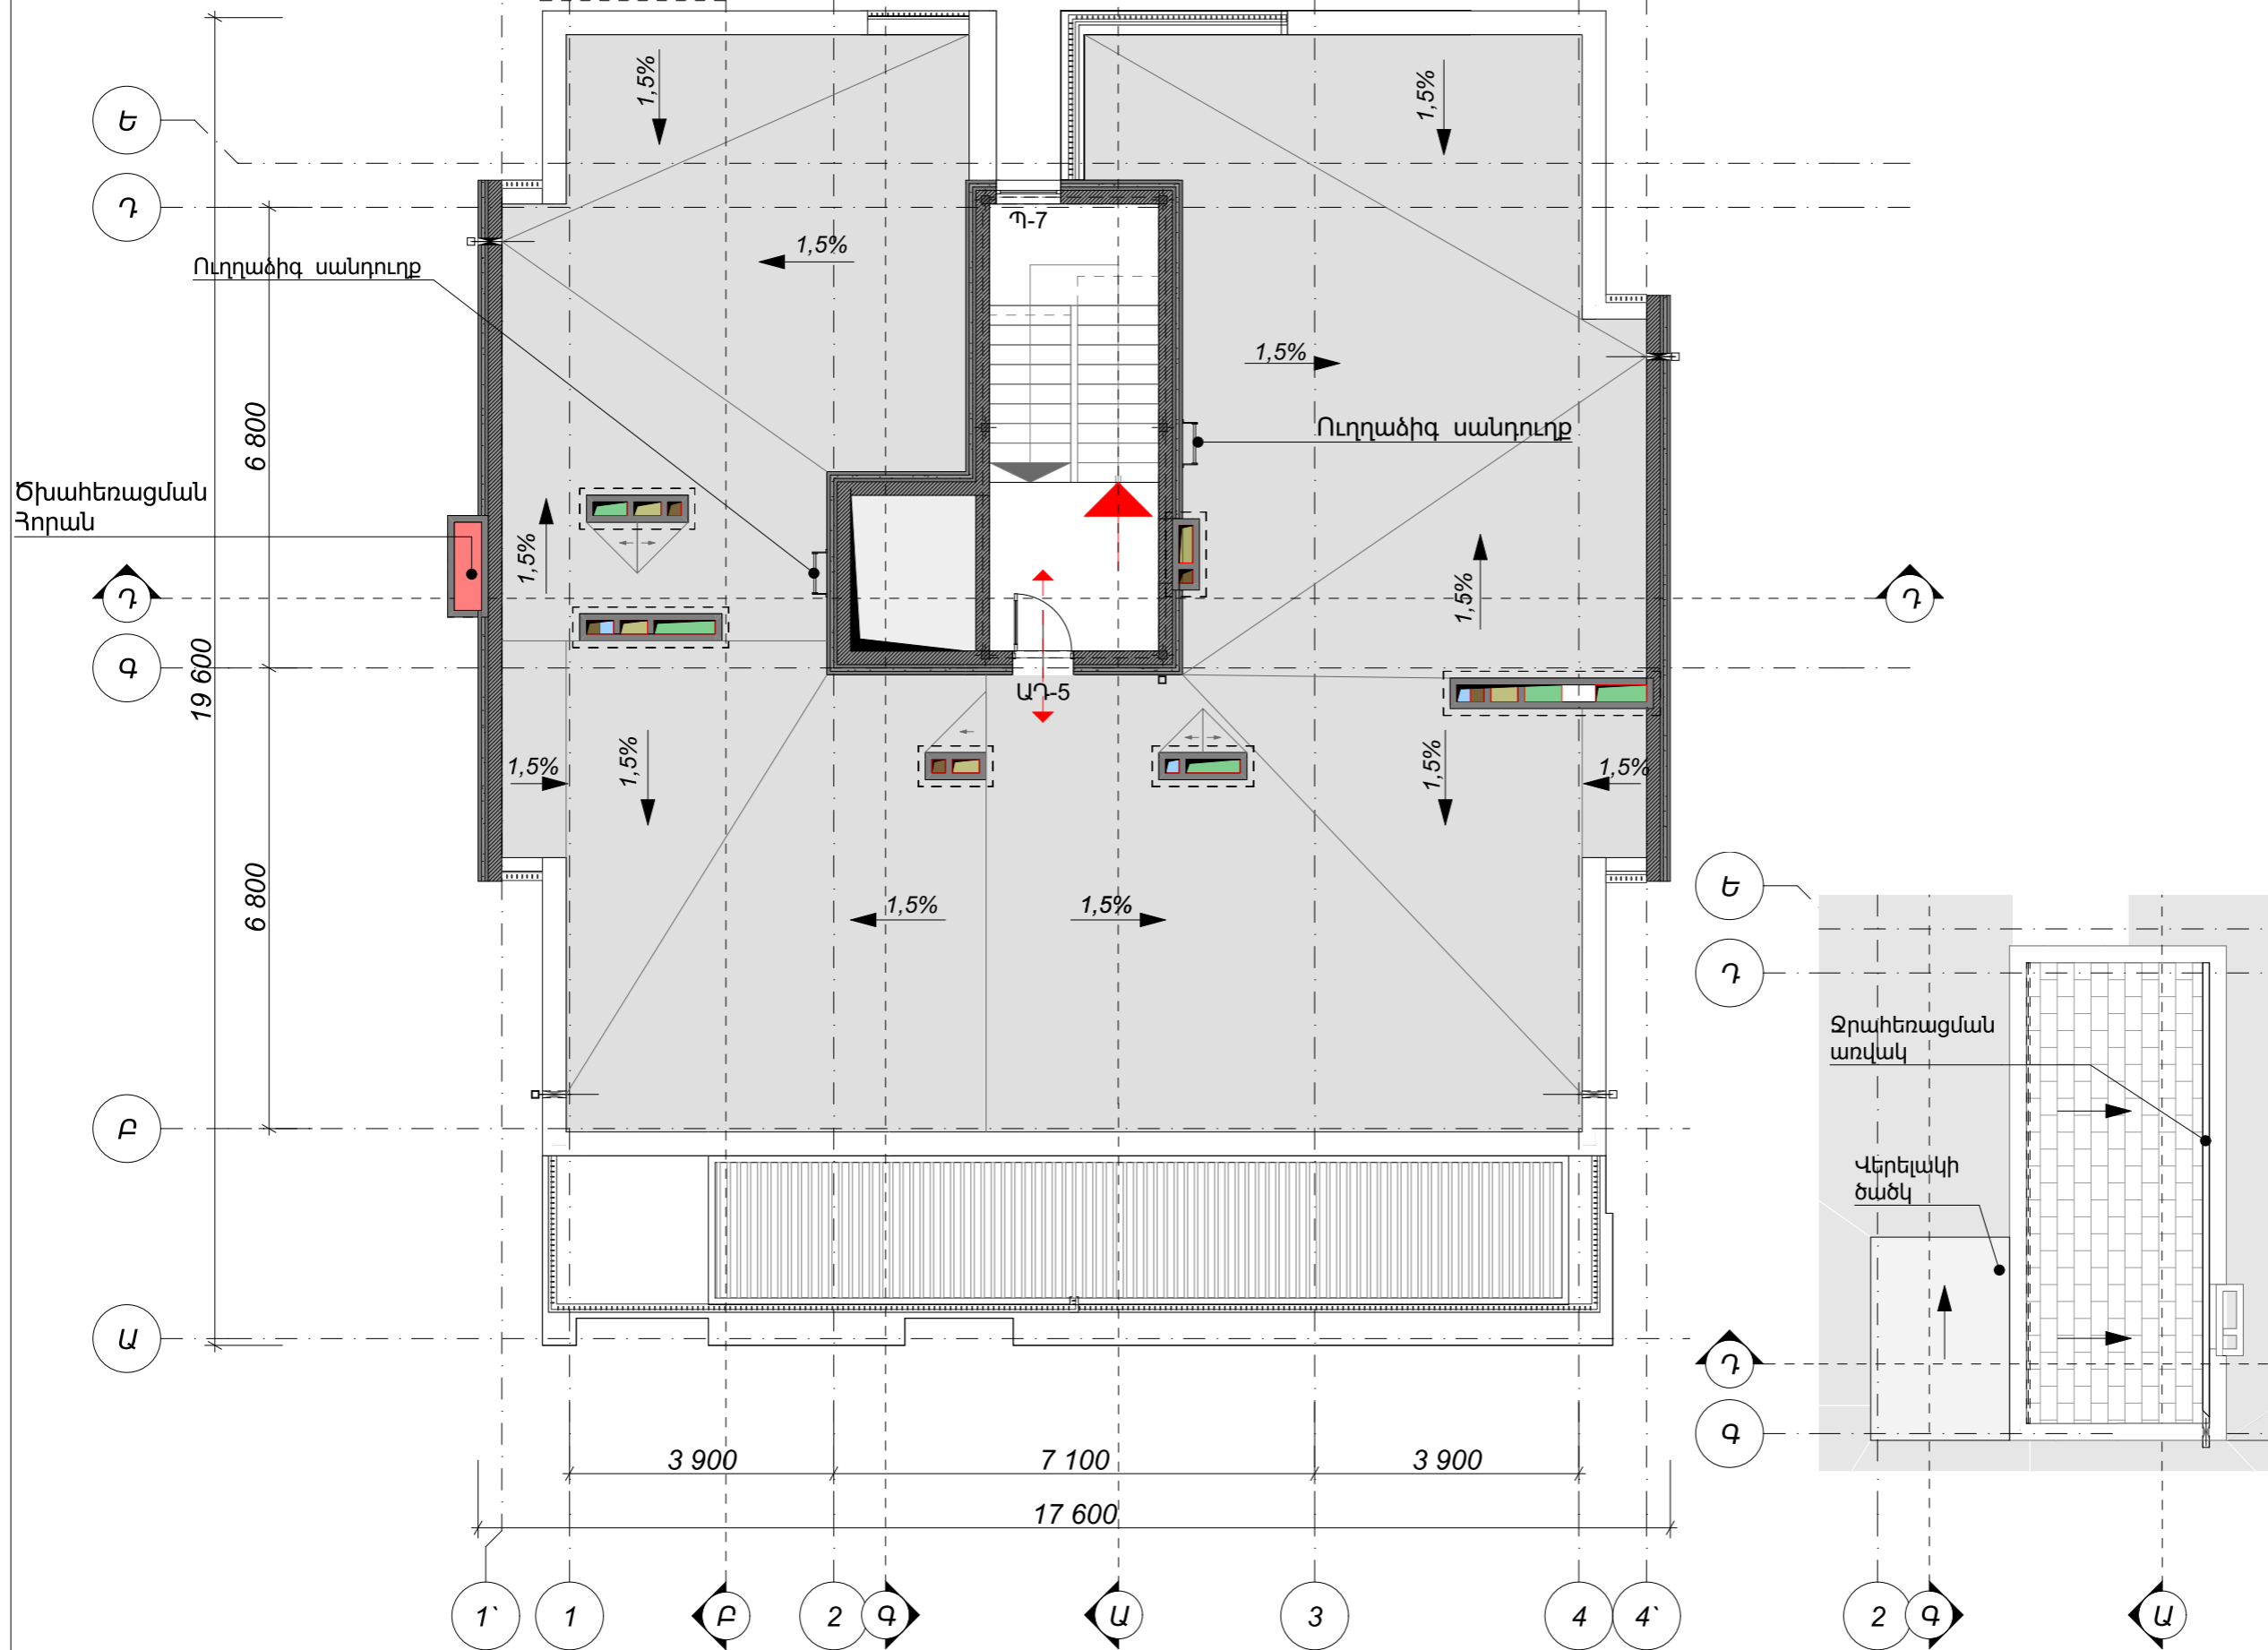 1,5%
1,5%
Ե
Դ
Պ-7
1,5%
Ուղղաձիգ սանդուղք
1,5%
Ուղղաձիգ սանդուղք
6 800
Ծխահեռացման
Հորան
1,5%
1,5%
Դ
Դ
Գ
19 600
ԱԴ-5
1,5%
1,5%
1,5%
1,5%
6 800
1,5%
1,5%
Ե
Դ
Ջրահեռացման
առվակ
Բ
Վերելակի
ծածկ
Ա
Դ
Գ
3 900
7 100
3 900
17 600
1`
1
Բ
2
Գ
Ա
3
4
4`
2
Գ
Ա